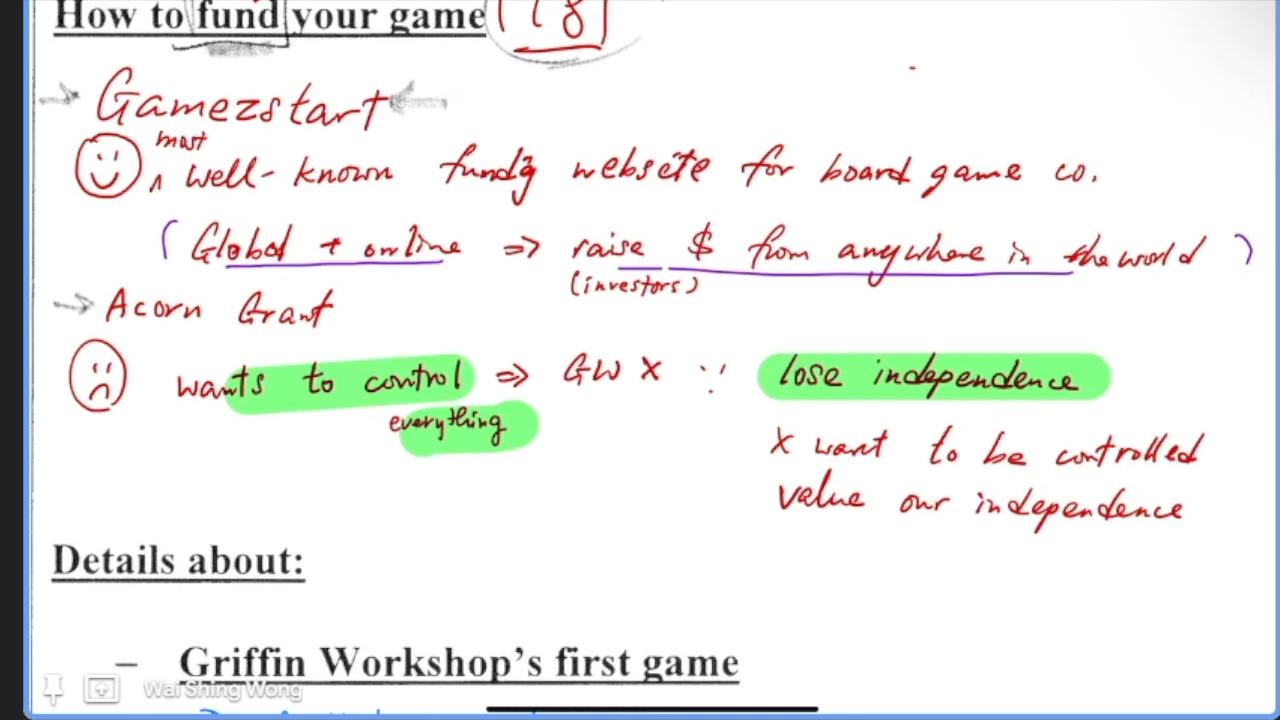 How to fund your game 18
Gamezstart
most
well-known fundg website for board game co.
(Global + online ⇒ raise $ from anywhere in the world)
(investors)
→ Acorn Grant
wants to control ⇒ GW X ∵ lose independence
everything
x want to be controlled
value our independence
Details about:
– Griffin Workshop's first game
Wai Shing Wong